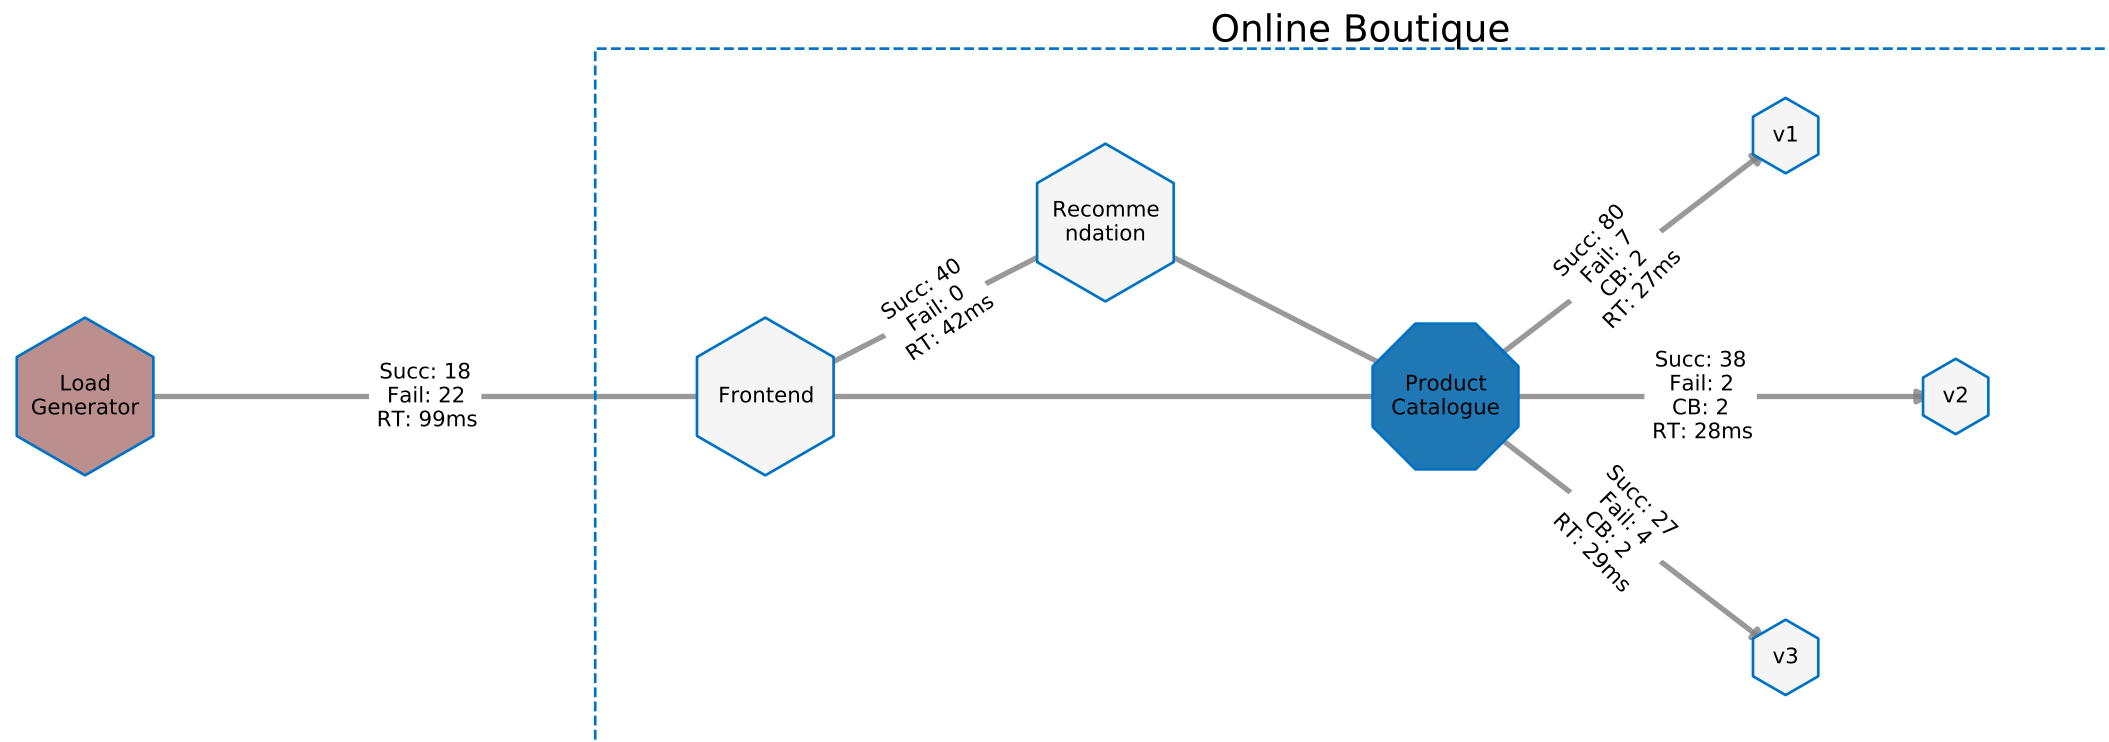 Online Boutique
Load
Generator
Succ: 18
Fail: 22
RT: 99ms
Frontend
Succ: 40
Fail: 0
RT: 42ms
Recomme
ndation
Product
Catalogue
Succ: 80
Fail: 7
CB: 2
RT: 27ms
v1
Succ: 38
Fail: 2
CB: 2
RT: 28ms
v2
Succ: 27
Fail: 4
CB: 2
RT: 29ms
v3